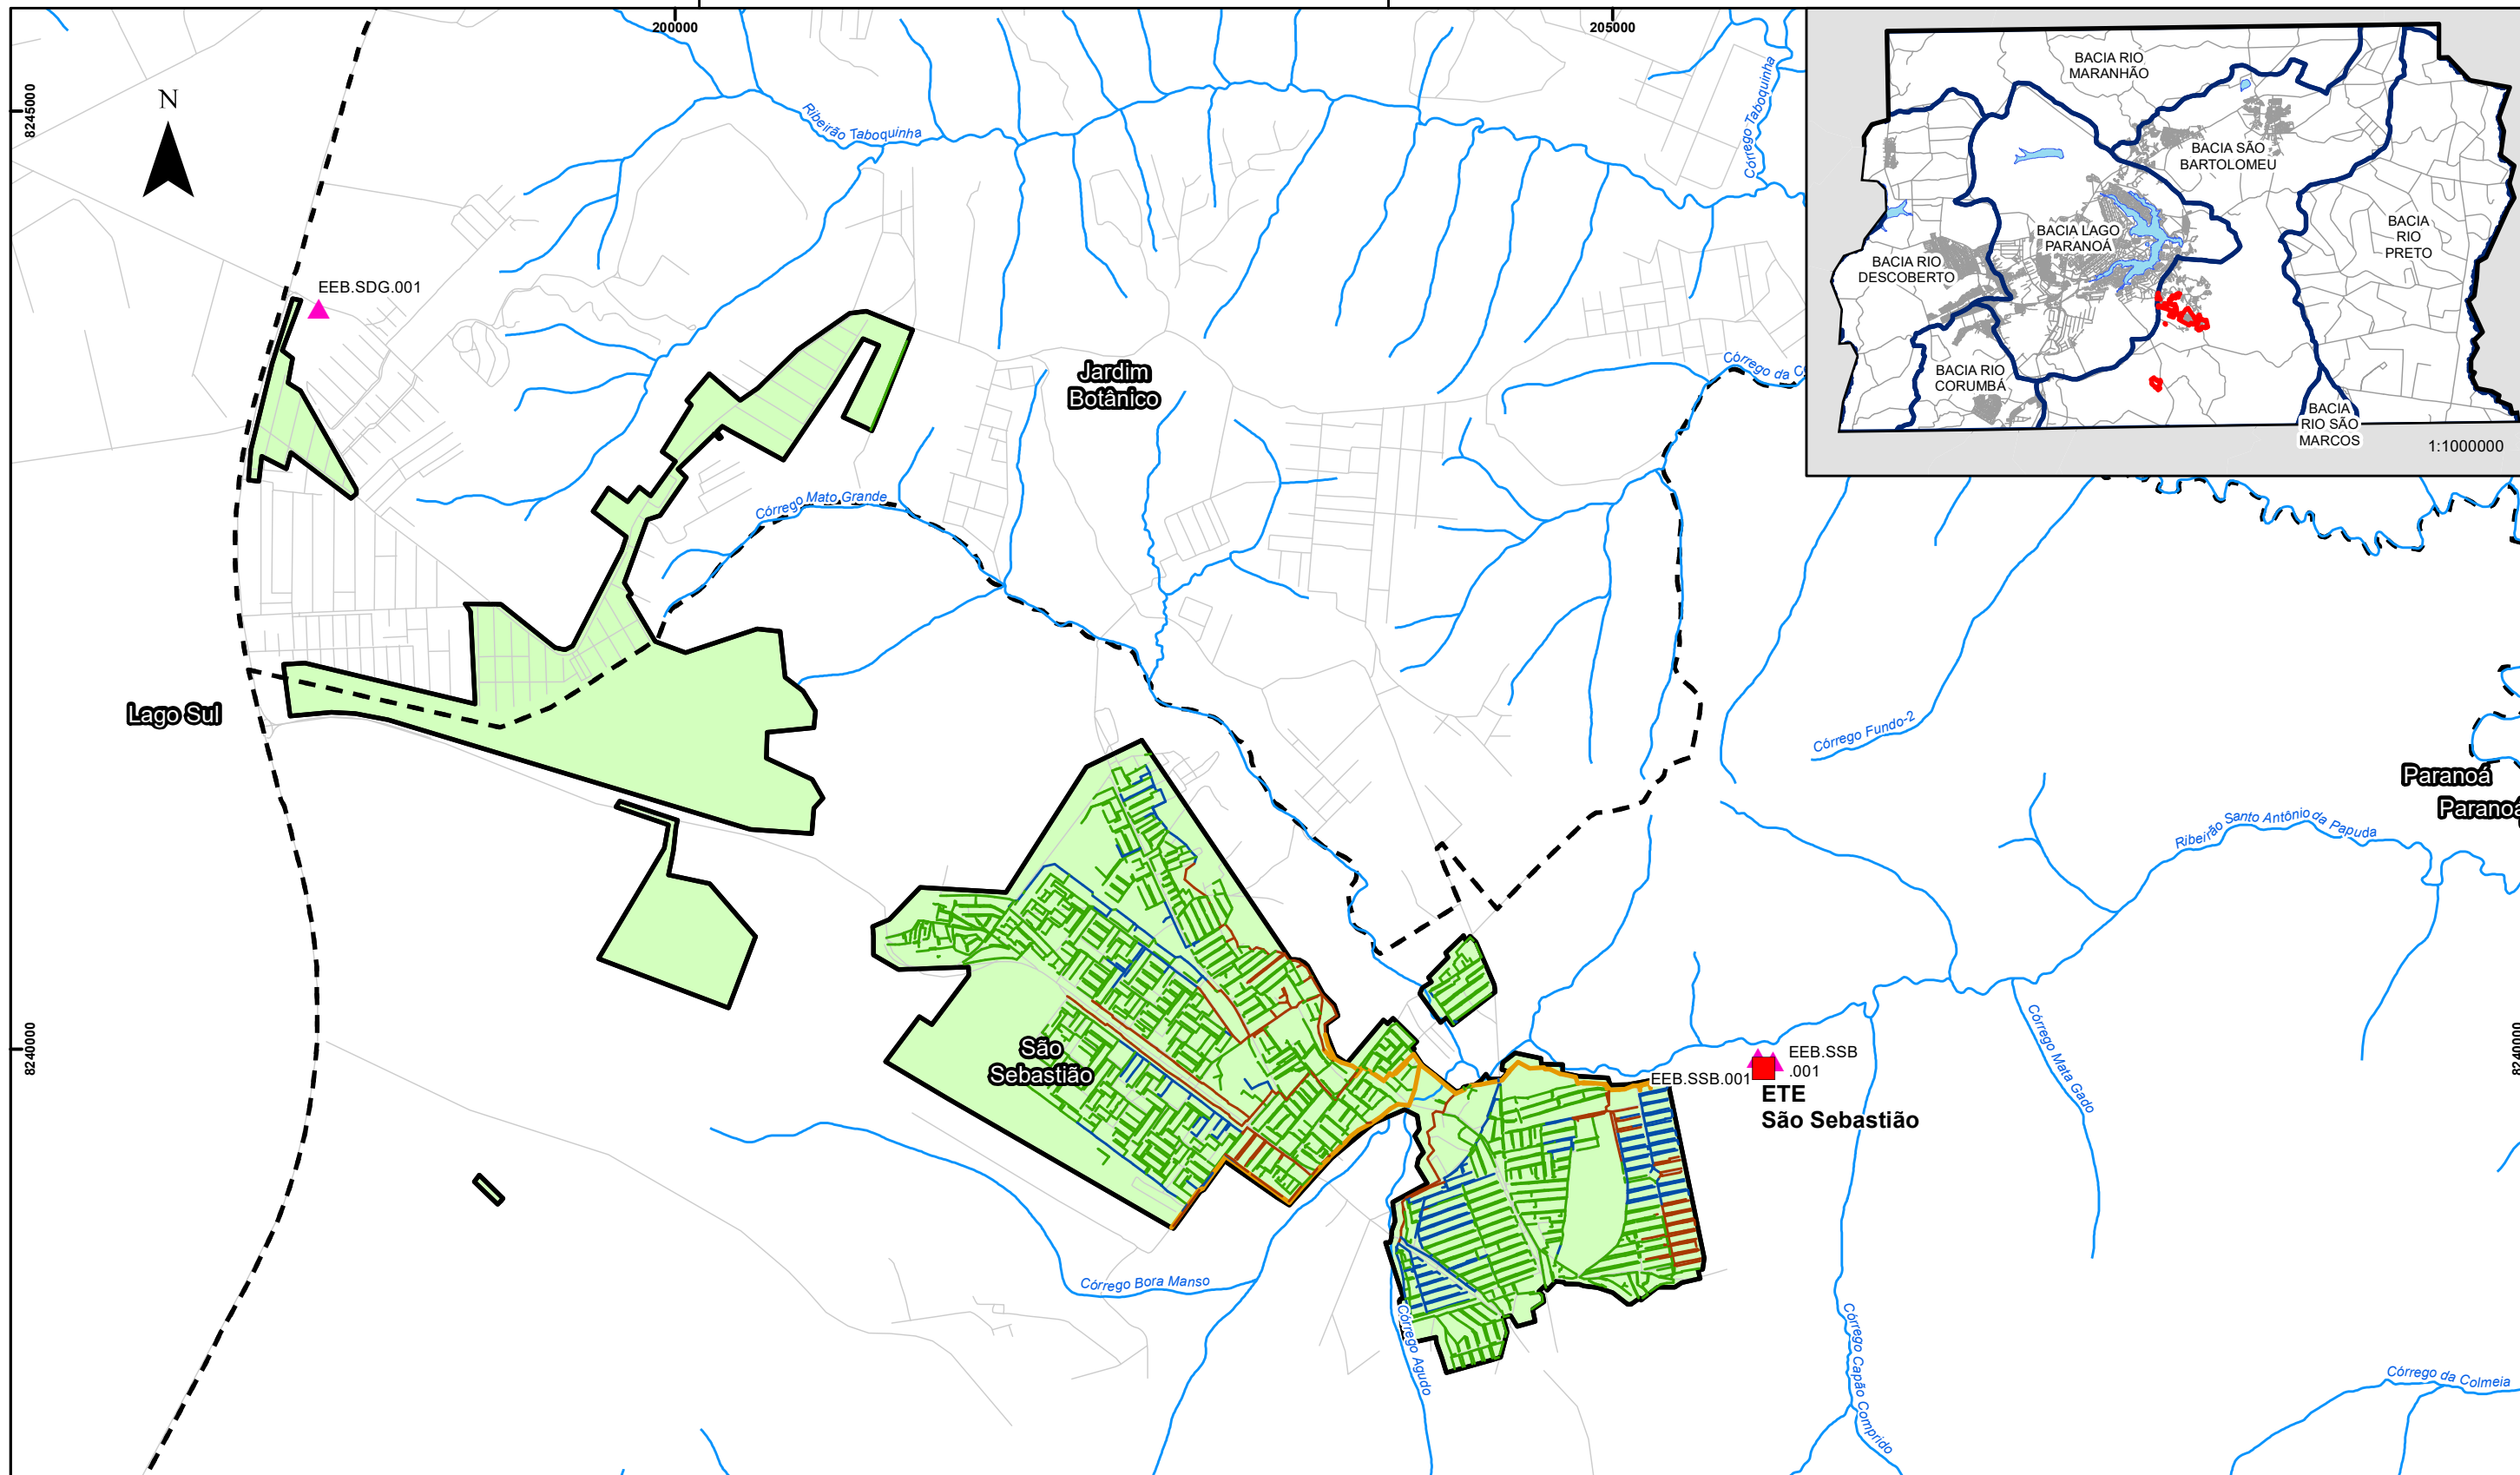 200000
205000
8245000
N
Ribeirão Taboquinha
Córrego Taboquinha
BACIA RIO
MARANHÃO
BACIA SÃO
BARTOLOMEU
BACIA LAGO
PARANOÁ
BACIA RIO
DESCOBERTO
BACIA
RIO
PRETO
BACIA RIO
CORUMBÁ
BACIA
RIO SÃO
MARCOS
1:1000000
EEB.SDG.001
Jardim
Botânico
Córrego da C
Córrego Mato Grande
Lago Sul
Córrego Fundo-2
Paranoá
Paranoá
Ribeirão Santo Antônio da Papuda
8240000
8240000
São
Sebastião
EEB.SSB
.001
EEB.SSB.001
ETE
São Sebastião
Córrego Mata Gado
Córrego Bora Manso
Córrego Agudo
Córrego Capão Comprido
Córrego da Colmeia